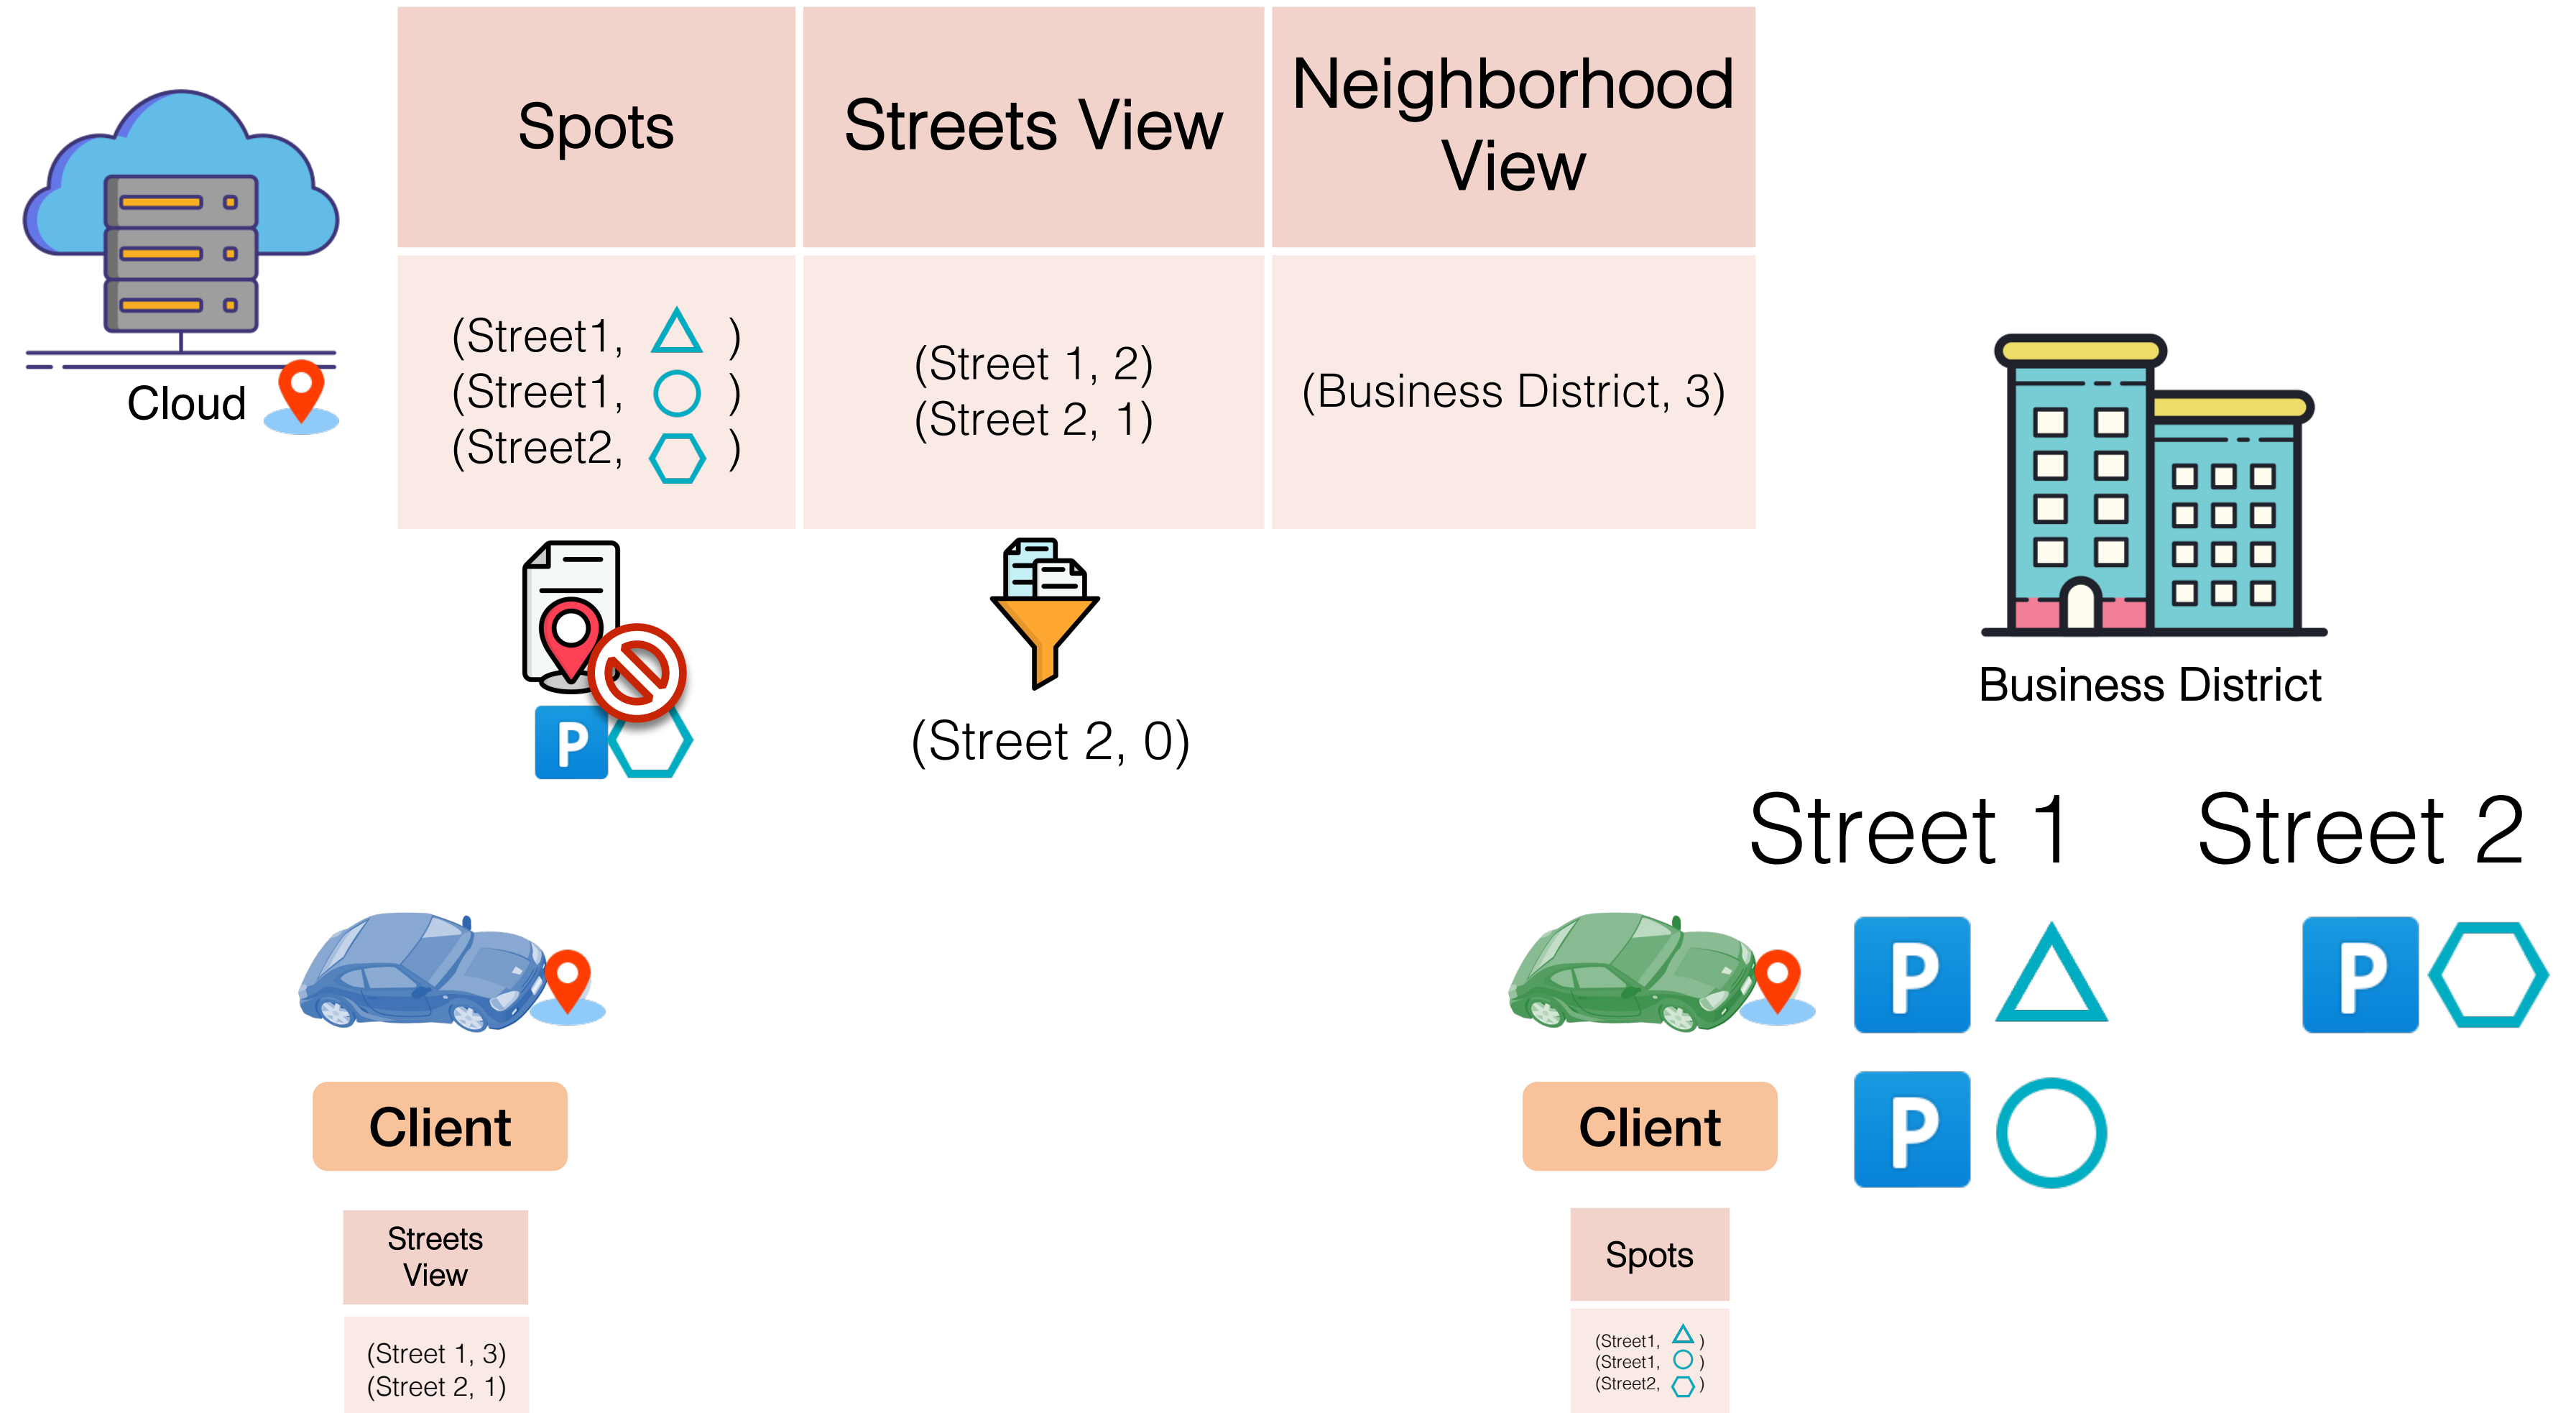 Spots
Streets View
Neighborhood
View
Cloud
(Street1, )
(Street1, )
(Street2, )
(Street 1, 2)
(Street 2, 1)
(Business District, 3)
P
(Street 2, 0)
Business District
Street 1
Street 2
P
P
P
Client
Client
Streets
View
(Street 1, 3)
(Street 2, 1)
Spots
(Street1, )
(Street1, )
(Street2, )